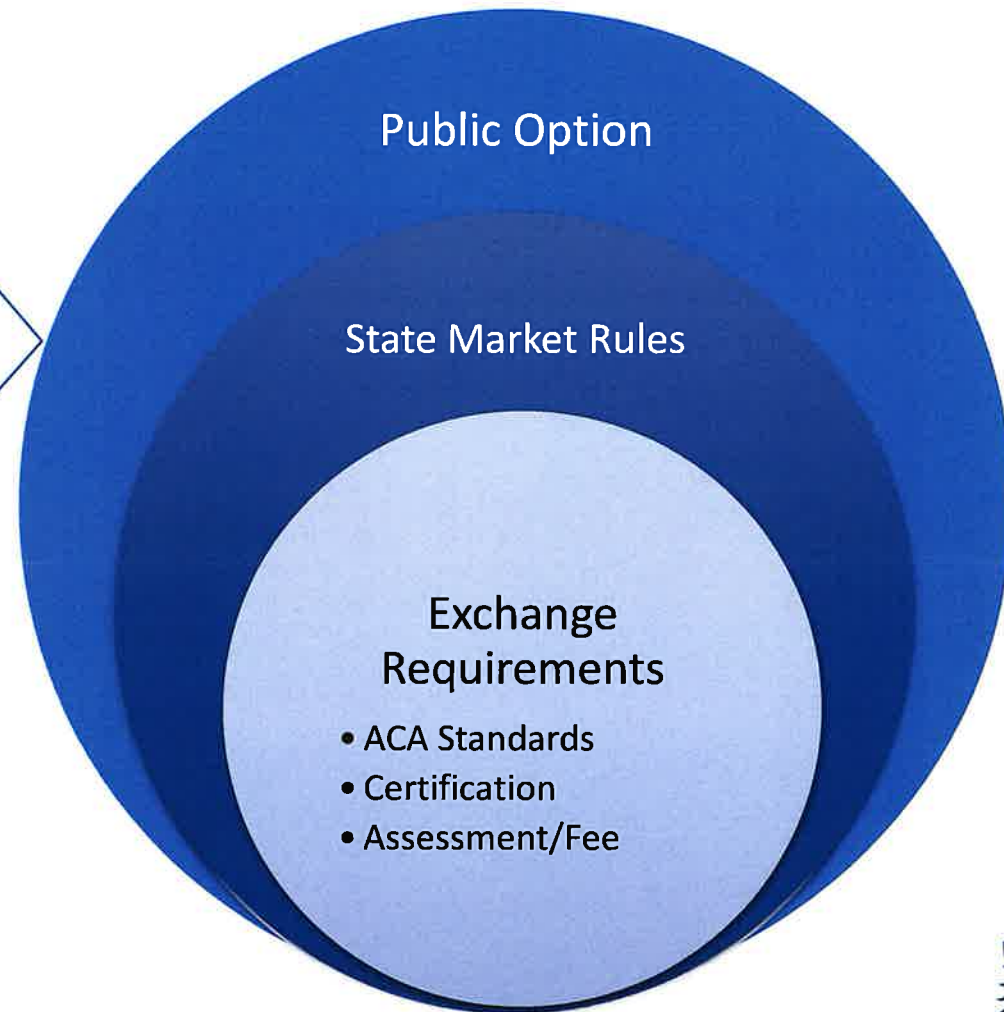 Public Option
State Market Rules
Exchange
Requirements
• ACA Standards
• Certification
• Assessment/Fee